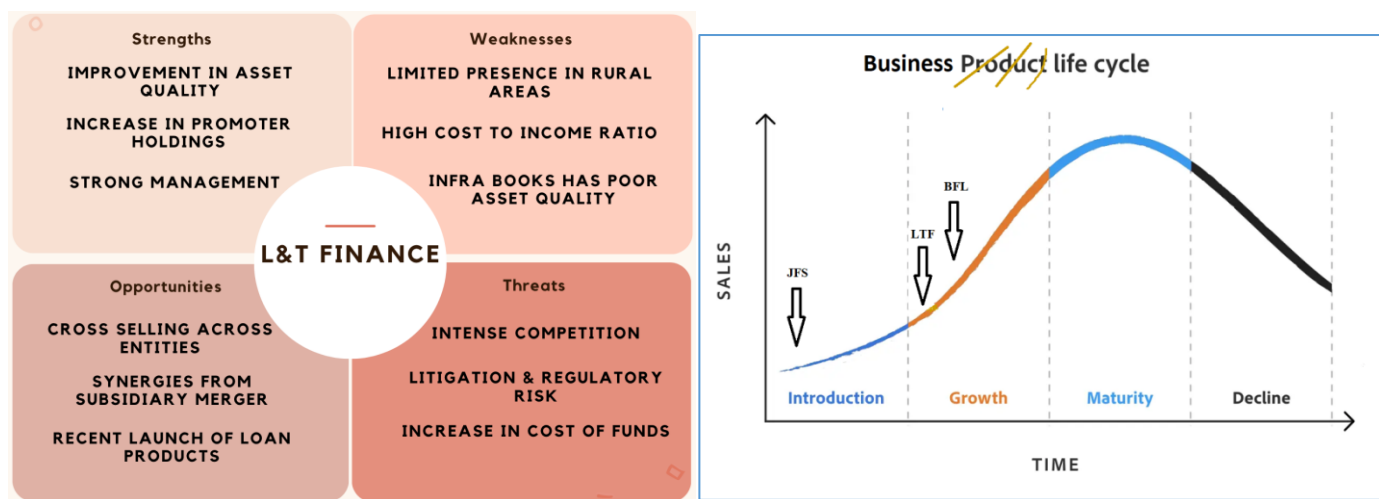 Strengths
IMPROVEMENT IN ASSET
QUALITY
INCREASE IN PROMOTER
HOLDINGS
STRONG MANAGEMENT
Weaknesses
LIMITED PRESENCE IN RURAL
AREAS
HIGH COST TO INCOME RATIO
INFRA BOOKS HAS POOR
ASSET QUALITY
L&T FINANCE
Opportunities
CROSS SELLING ACROSS
ENTITIES
SYNERGIES FROM
SUBSIDIARY MERGER
RECENT LAUNCH OF LOAN
PRODUCTS
Threats
INTENSE COMPETITION
LITIGATION & REGULATORY
RISK
INCREASE IN COST OF FUNDS
Business Product life cycle
SALES
JFS
LTF
BFL
Introduction
Growth
Maturity
Decline
TIME